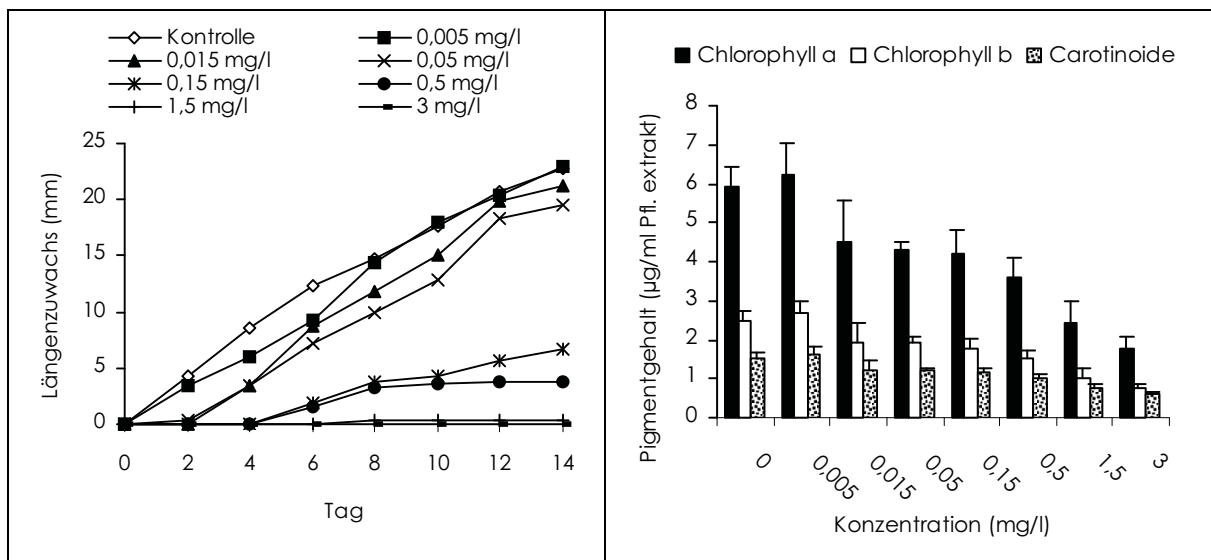 Kontrolle 0,005 mg/l
0,015 mg/l 0,05 mg/l
0,15 mg/l 0,5 mg/l
1,5 mg/l 3 mg/l
Längenzuwachs (mm)
25
20
15
10
5
0
0 2 4 6 8 10 12 14
Tag
Chlorophyll a Chlorophyll b Carotinoide
Pigmentgehalt (µg/ml Pfl. extrakt)
8
7
6
5
4
3
2
1
0
0 0,005 0,015 0,05 0,15 0,5 1,5 3
Konzentration (mg/l)